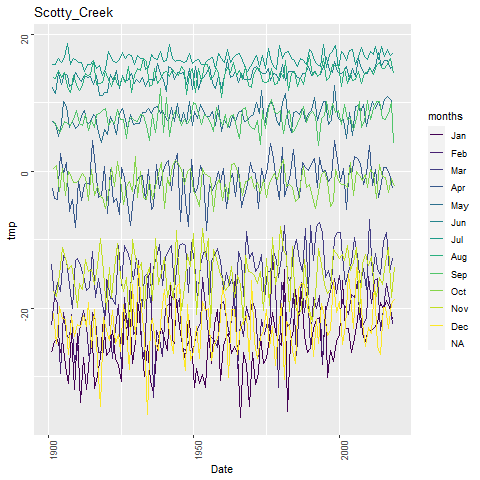 Scotty_Creek
20
0
-20
tmp
1900
1950
2000
Date
months
Jan
Feb
Mar
Apr
May
Jun
Jul
Aug
Sep
Oct
Nov
Dec
NA